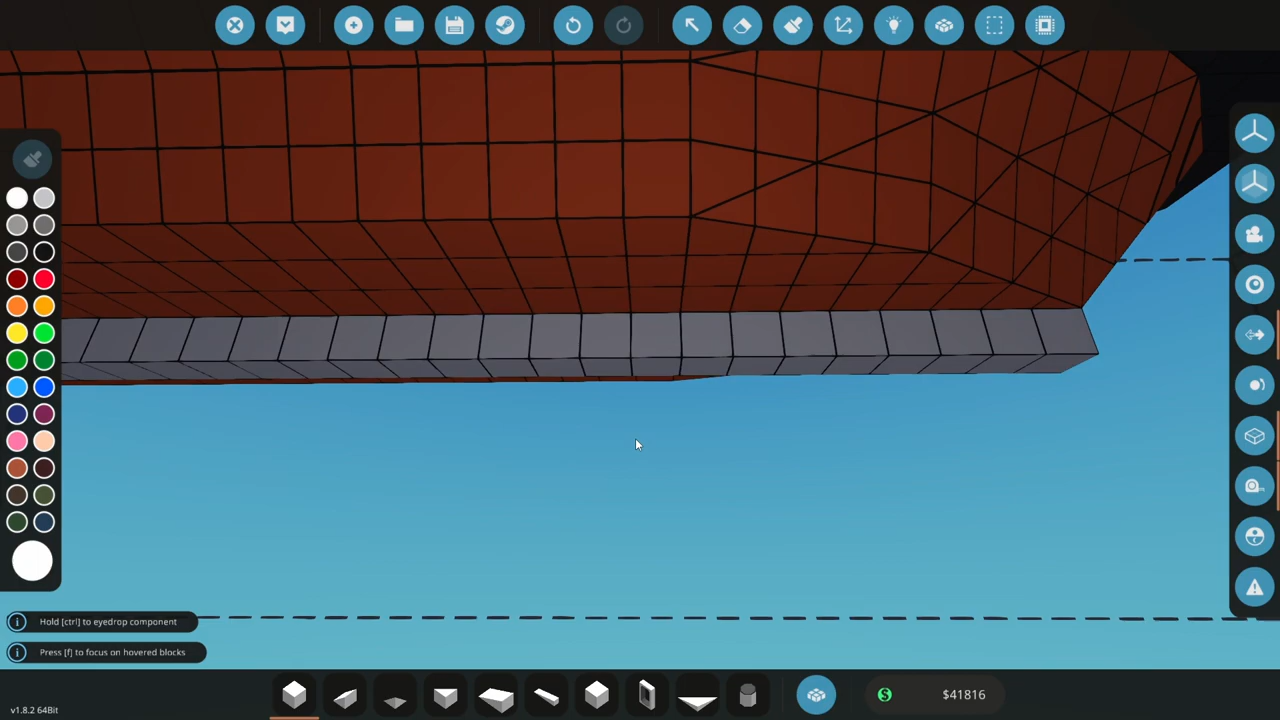 Hold [ctrl] to eyedrop component
Press [f] to focus on hovered blocks
$ $41816
v1.8.2 64Bit